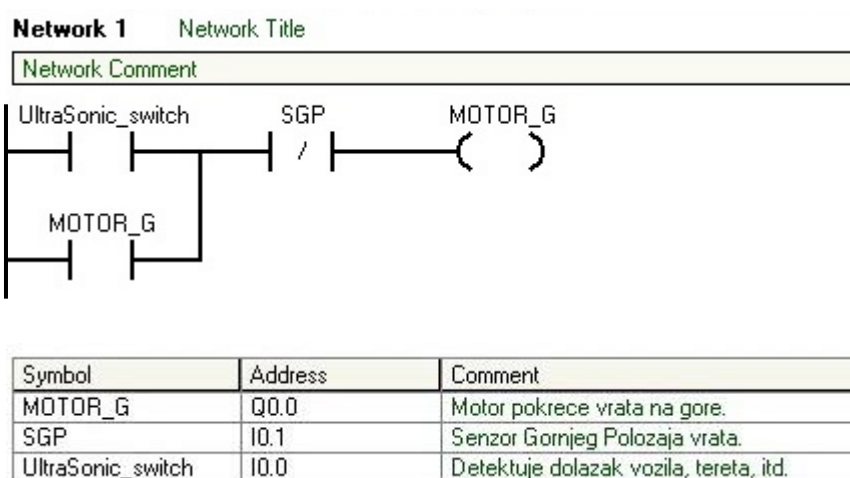 Network 1 Network Title
Network Comment
UltraSonic_switch SGP MOTOR_G
/
MOTOR_G
Symbol Address Comment
MOTOR_G Q0.0 Motor pokrece vrata na gore.
SGP I0.1 Senzor Gornjeg Polozaja vrata.
UltraSonic_switch I0.0 Detektuje dolazak vozila, tereta, itd.